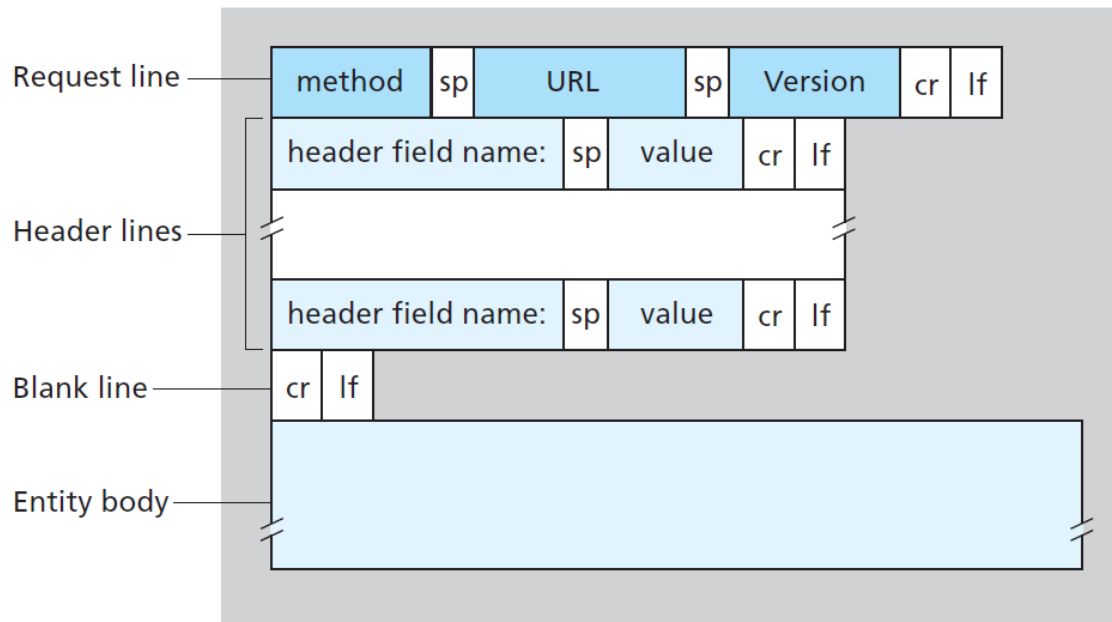 Request line method sp URL sp Version cr lf
header field name: sp value cr lf
Header lines
header field name: sp value cr lf
Blank line cr lf
Entity body